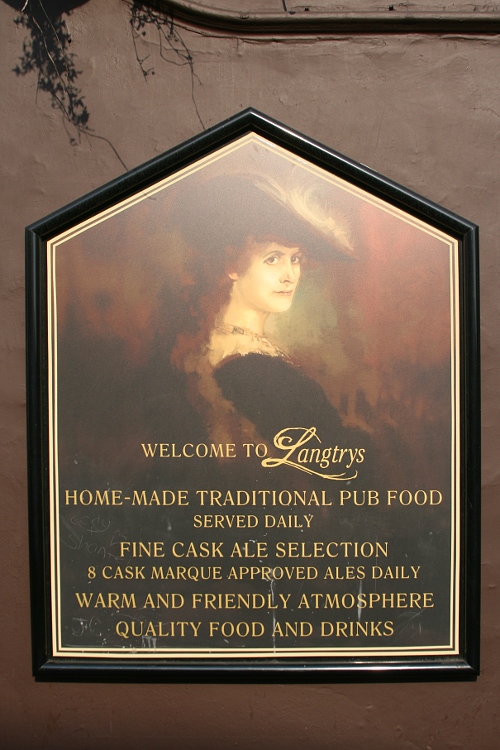 WELCOME TO Langtrys
HOME-MADE TRADITIONAL PUB FOOD
SERVED DAILY
FINE CASK ALE SELECTION
8 CASK MARQUE APPROVED ALES DAILY
WARM AND FRIENDLY ATMOSPHERE
QUALITY FOOD AND DRINKS